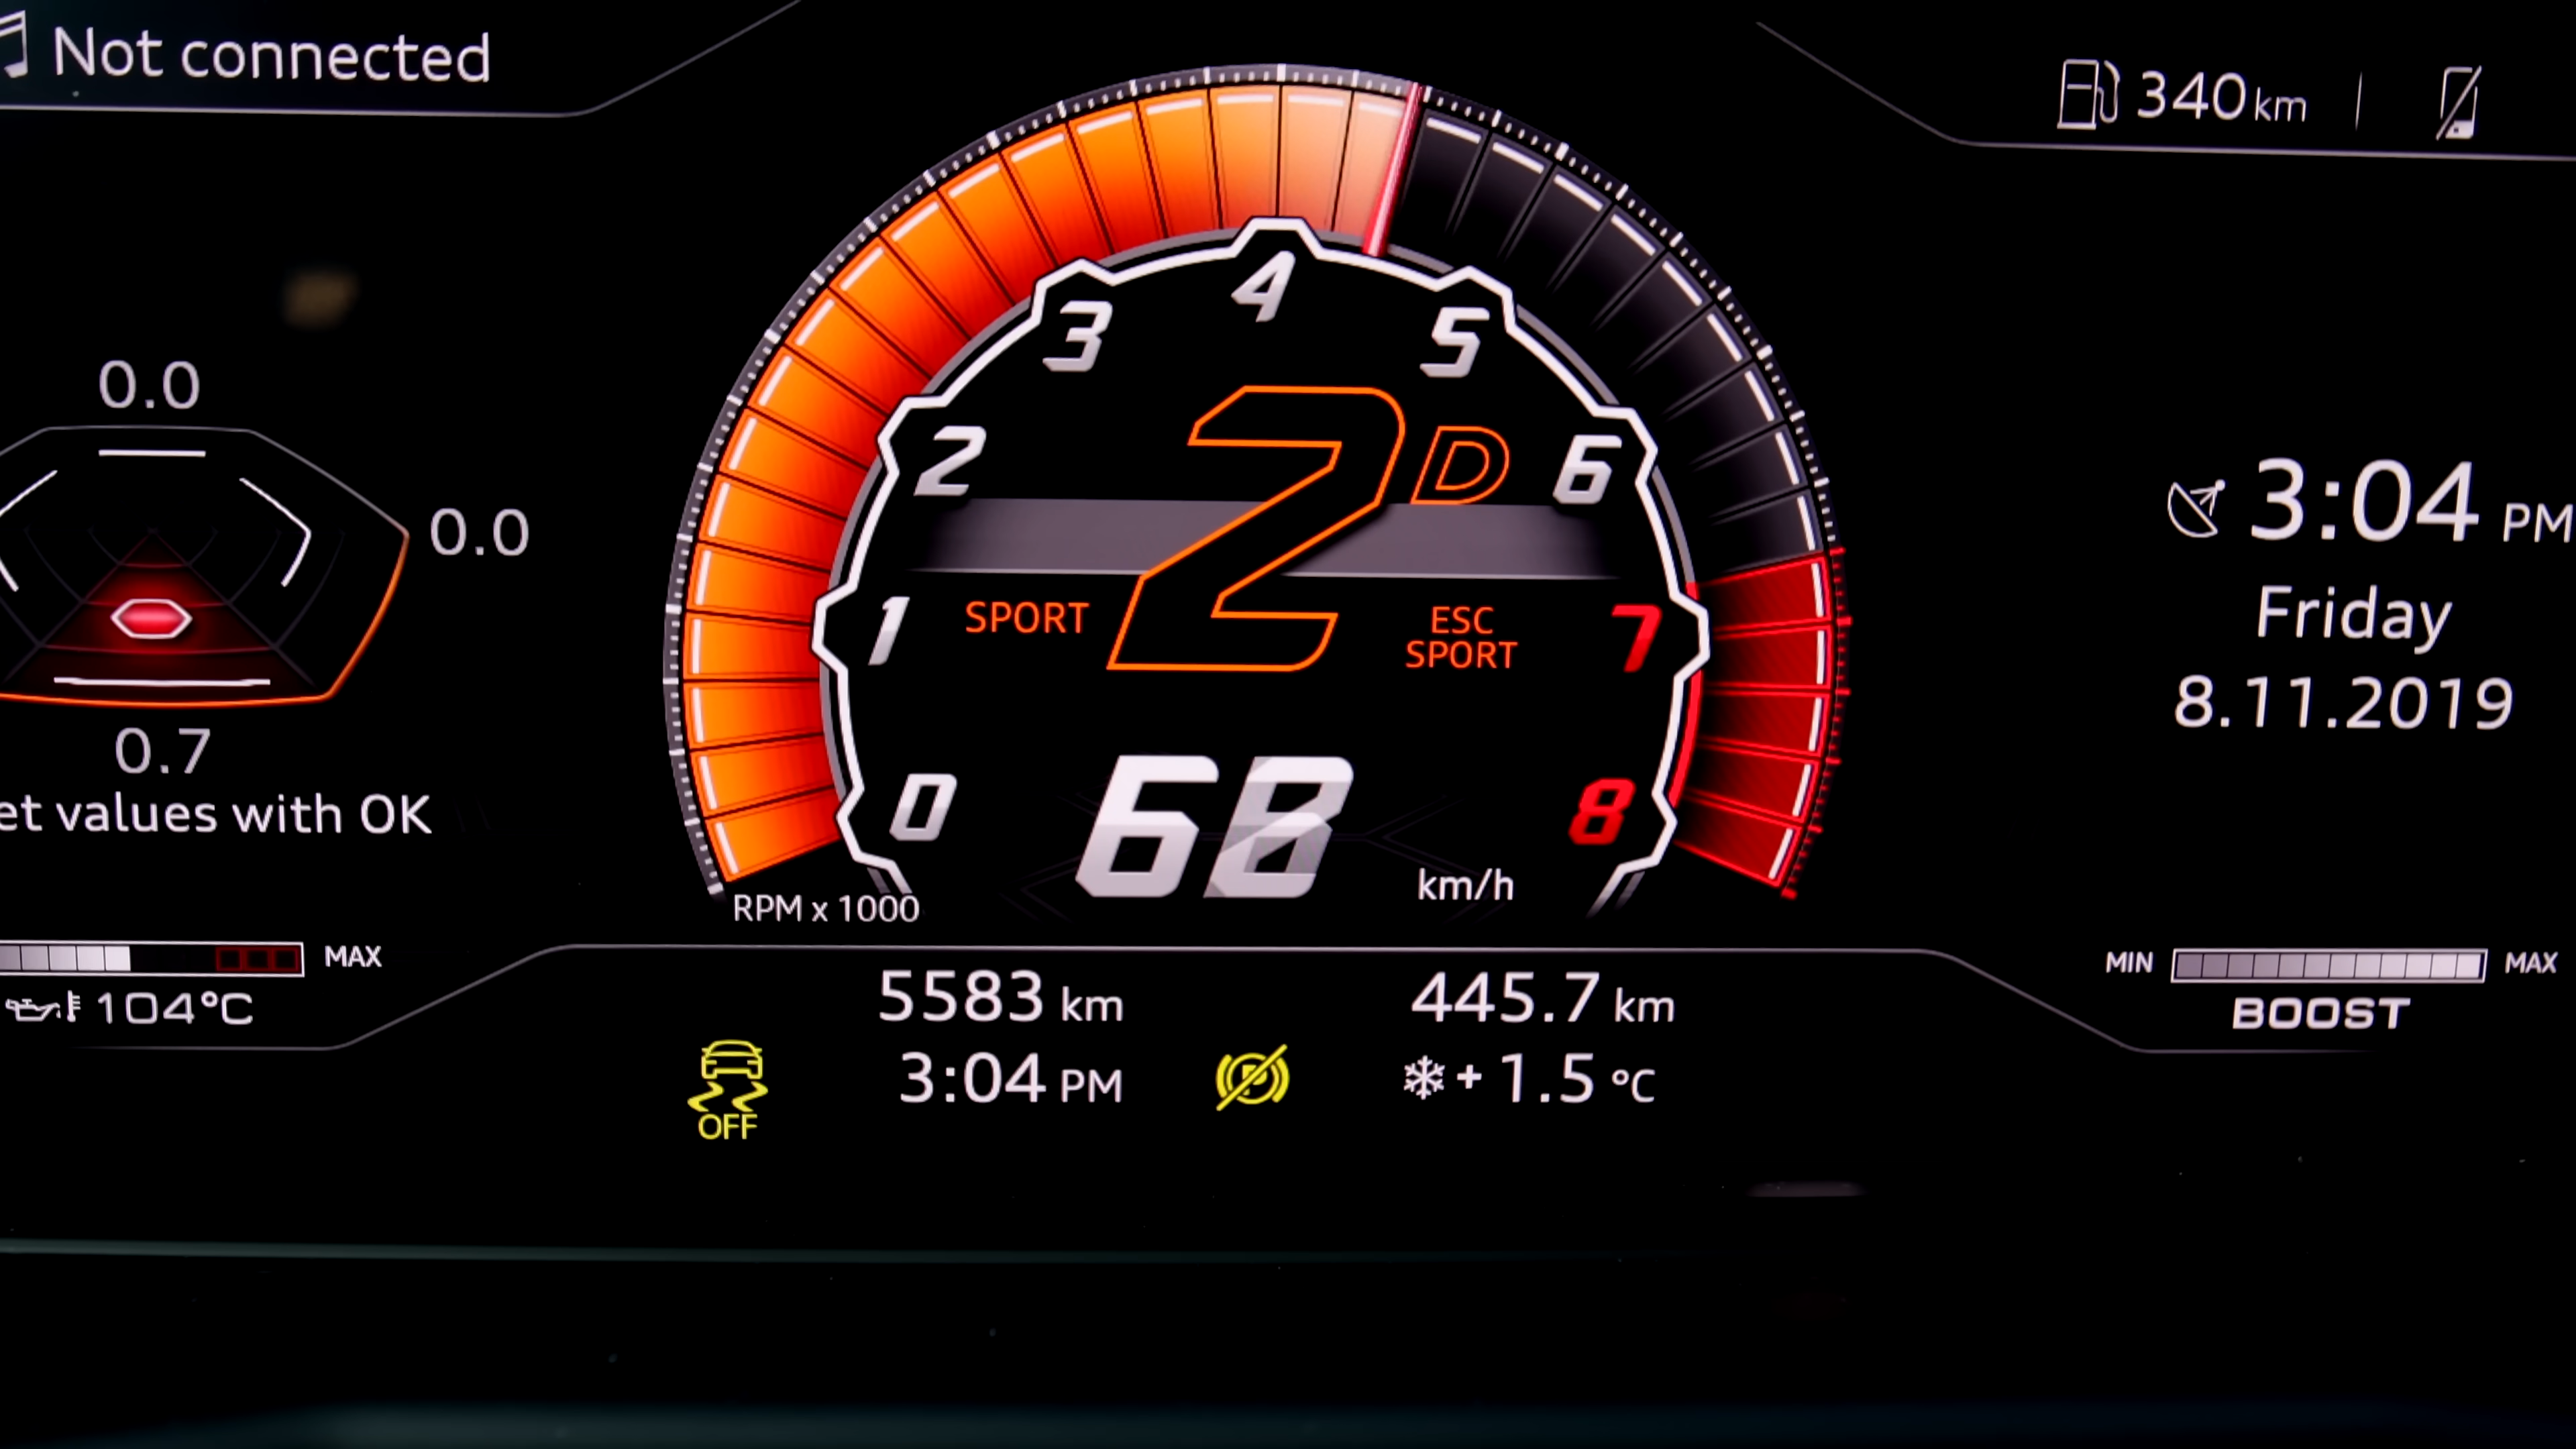 Not connected
340 km
0.0
0.0
0.7
et values with OK
MAX
104°C
0
1
2
3
4
5
6
7
8
2 D
SPORT
ESC
SPORT
km/h
RPM x 1000
3:04 PM
Friday
8.11.2019
MIN
MAX
BOOST
5583 km
445.7 km
3:04 PM
+ 1.5 °C
OFF
P